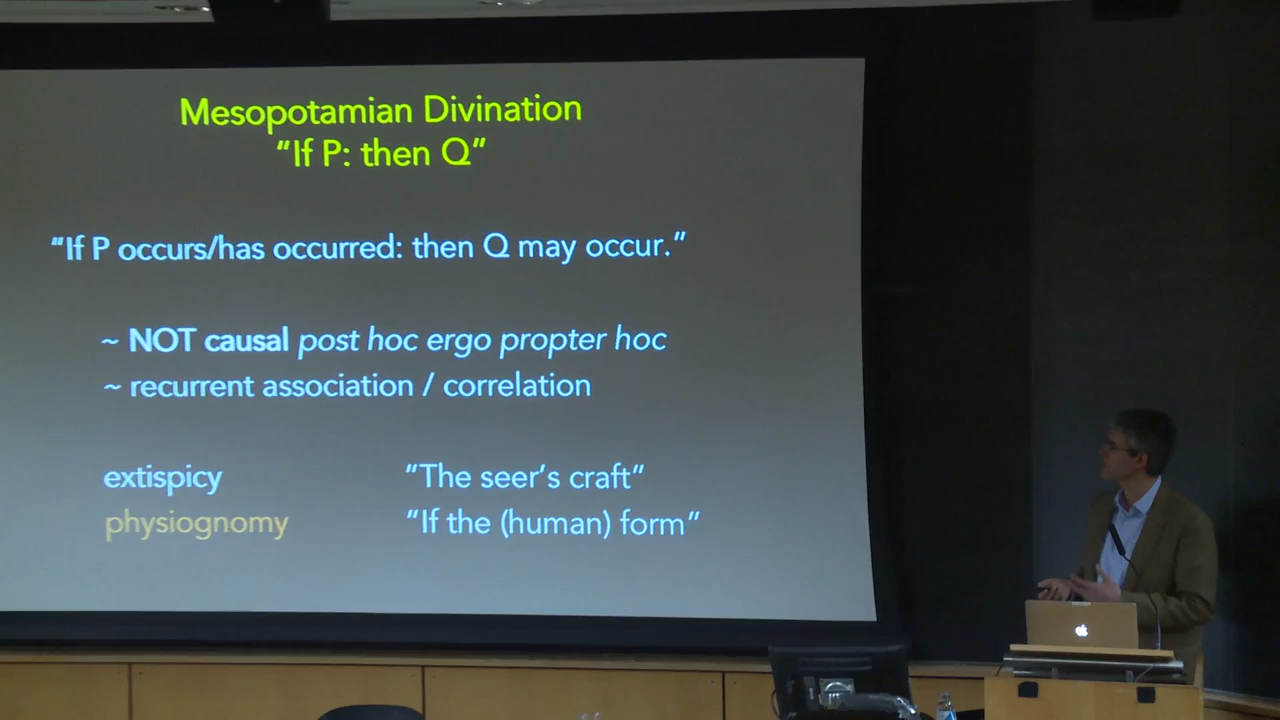 Mesopotamian Divination
“If P: then Q”
“If P occurs/has occurred: then Q may occur.”
~ NOT causal post hoc ergo propter hoc
~ recurrent association / correlation
extispicy “The seer’s craft”
physiognomy “If the (human) form”